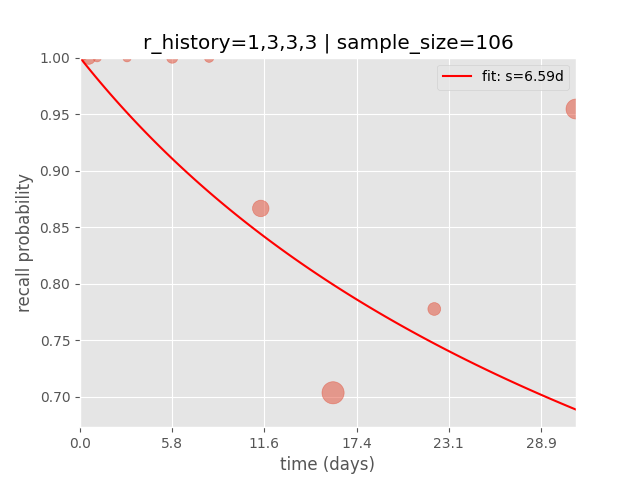 r_history=1,3,3,3 | sample_size=106
fit: s=6.59d
1.00
0.95
0.90
0.85
0.80
0.75
0.70
recall probability
0.0 5.8 11.6 17.4 23.1 28.9
time (days)